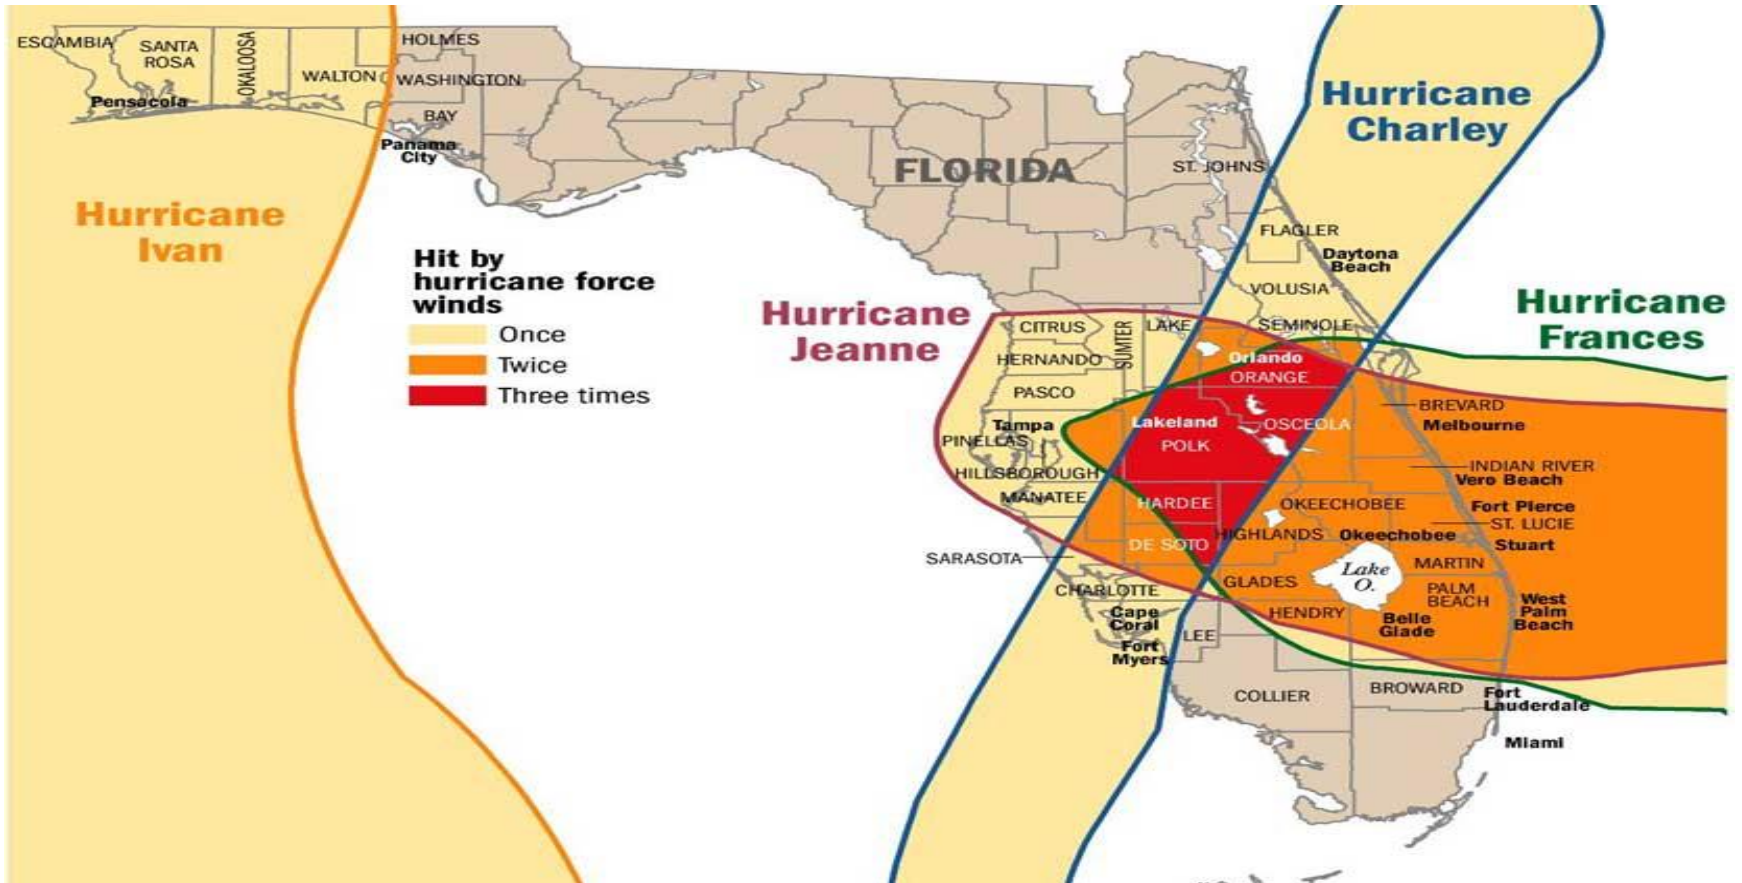 ESCAMBIA
SANTA
ROSA
OKALOOSA
WALTON
HOLMES
WASHINGTON
BAY
Pensacola
Panama
City
Hurricane
Ivan
FLORIDA
ST. JOHNS
Hurricane
Charley
FLAGLER
Daytona
Beach
VOLUSIA
Hit by
hurricane force
winds
Once
Twice
Three times
Hurricane
Jeanne
Hurricane
Frances
CITRUS
SUMTER
LAKE
SEMINOLE
HERNANDO
Orlando
ORANGE
PASCO
BREVARD
Melbourne
Tampa
Lakeland
OSCEOLA
PINELLAS
POLK
HILLSBOROUGH
INDIAN RIVER
Vero Beach
MANATEE
HARDEE
OKEECHOBEE
Fort Pierce
ST. LUCIE
HIGHLANDS
Okeechobee
Stuart
DE SOTO
SARASOTA
Lake
O.
MARTIN
CHARLOTTE
GLADES
PALM
BEACH
West
Palm
Beach
Cape
Coral
HENDRY
Belle
Glade
LEE
Fort
Myers
COLLIER
BROWARD
Fort
Lauderdale
Miami